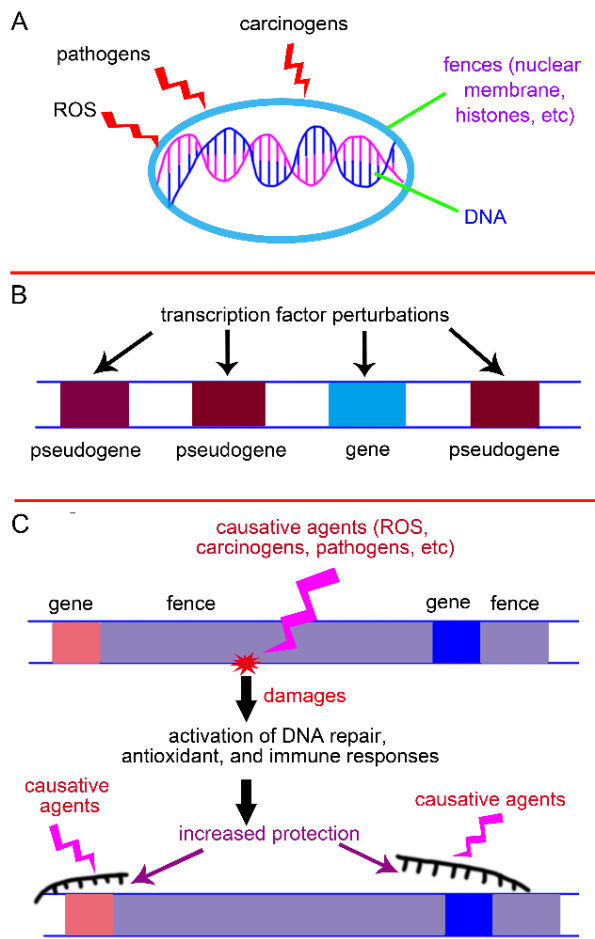 A
carcinogens
pathogens
ROS
fences (nuclear
membrane,
histones, etc)
DNA
B
transcription factor perturbations
pseudogene
pseudogene
gene
pseudogene
C
causative agents (ROS,
carcinogens, pathogens, etc)
gene
fence
gene
fence
damages
activation of DNA repair,
antioxidant, and immune responses
causative
agents
causative agents
increased protection